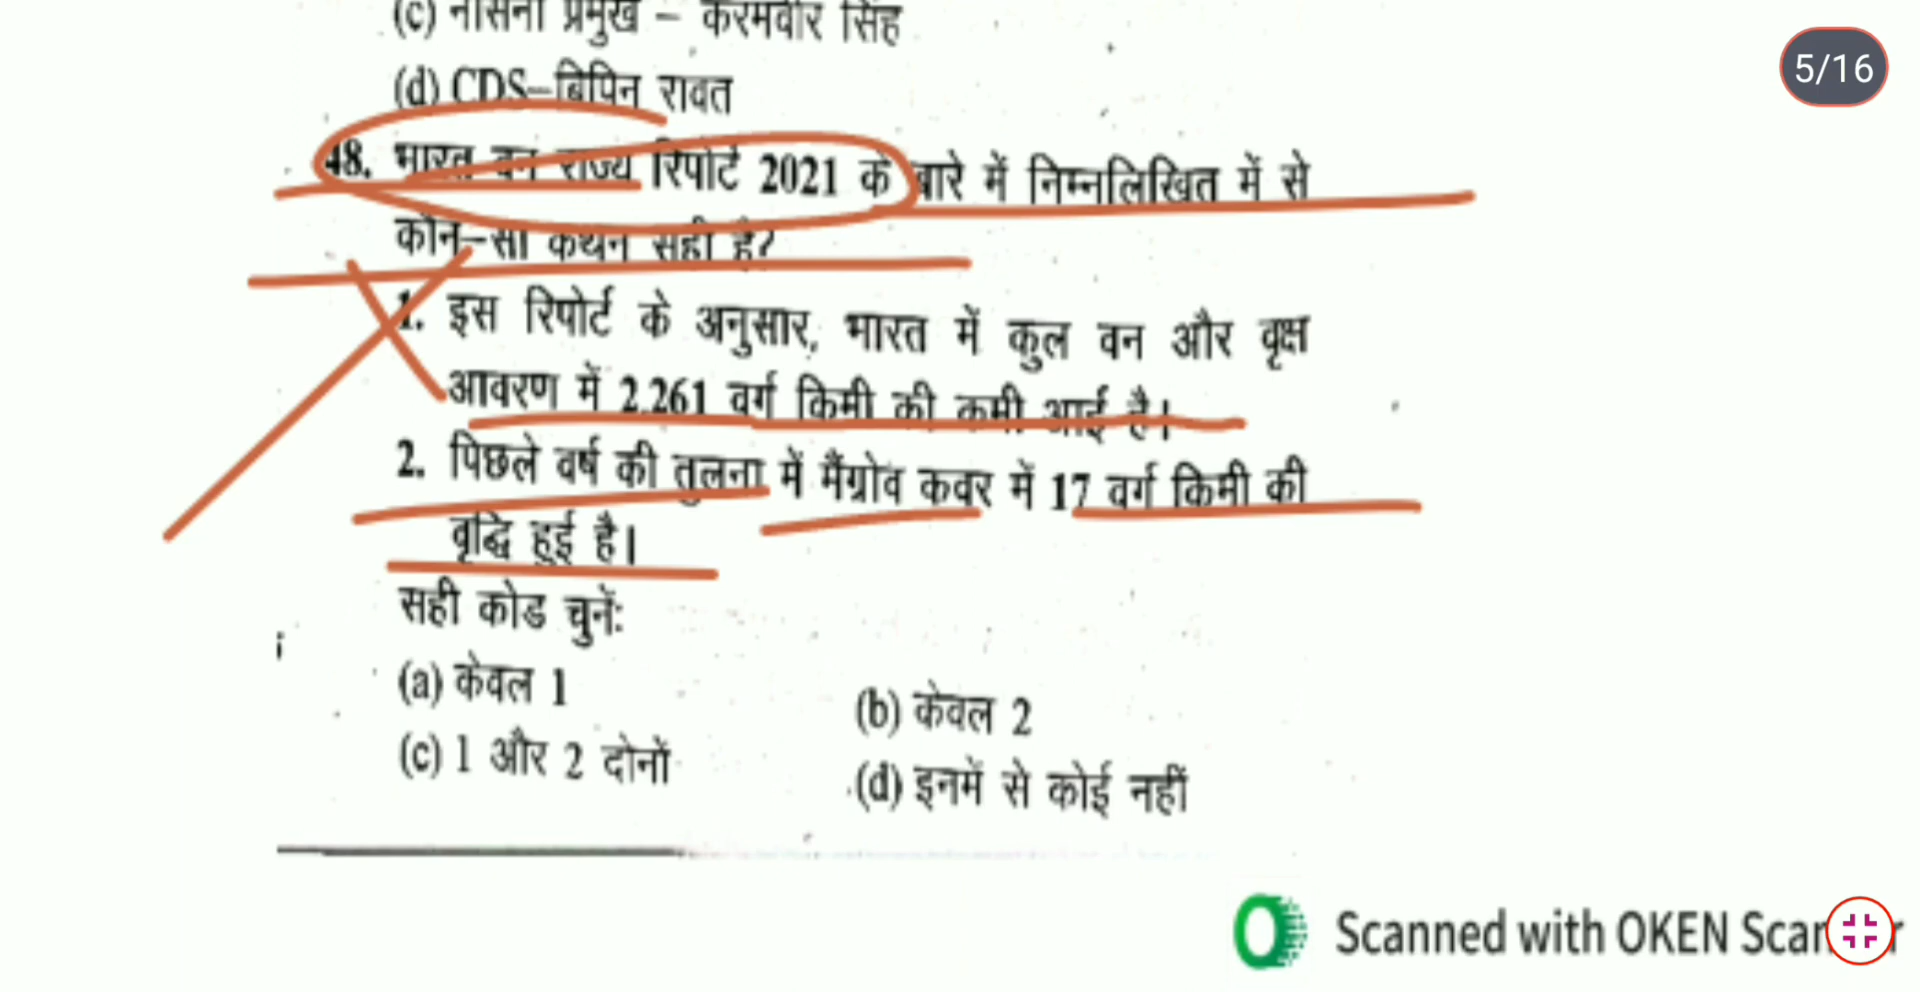 (c) नौसेना प्रमुख – करमवीर सिंह
(d) CDS–बिपिन रावत
5/16
48. भारत वन राज्य रिपोर्ट 2021 के बारे में निम्नलिखित में से
कौन-सा कथन सही है?
1. इस रिपोर्ट के अनुसार, भारत में कुल वन और वृक्ष
आवरण में 2,261 वर्ग किमी की कमी आई है।
2. पिछले वर्ष की तुलना में मैंग्रोव कवर में 17 वर्ग किमी की
वृद्धि हुई है।
सही कोड चुनें:
(a) केवल 1
(b) केवल 2
(c) 1 और 2 दोनों
(d) इनमें से कोई नहीं
Scanned with OKEN